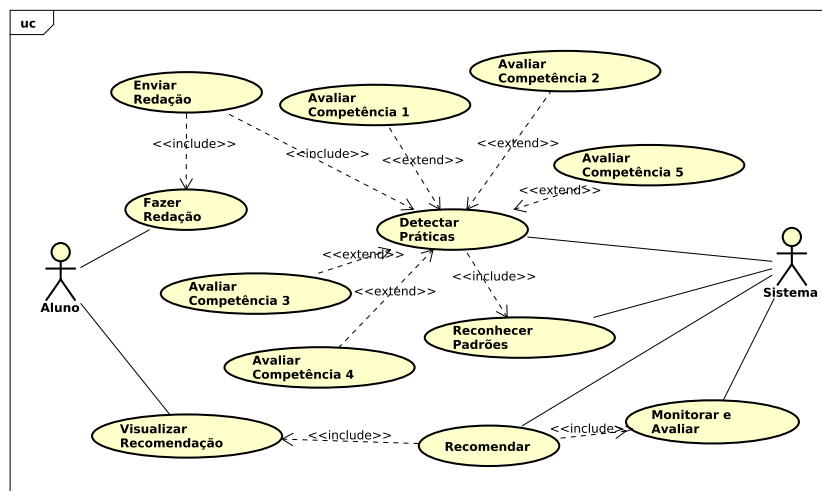 uc
Enviar
Redação
Avaliar
Competência 1
Avaliar
Competência 2
<<include>>
<<include>>
<<extend>>
<<extend>>
Avaliar
Competência 5
<<extend>>
Fazer
Redação
Detectar
Práticas
Aluno
Sistema
<<extend>>
Avaliar
Competência 3
<<extend>>
<<include>>
Reconhecer
Padrões
Avaliar
Competência 4
Visualizar
Recomendação
<<include>>
Recomendar
<<include>>
Monitorar e
Avaliar